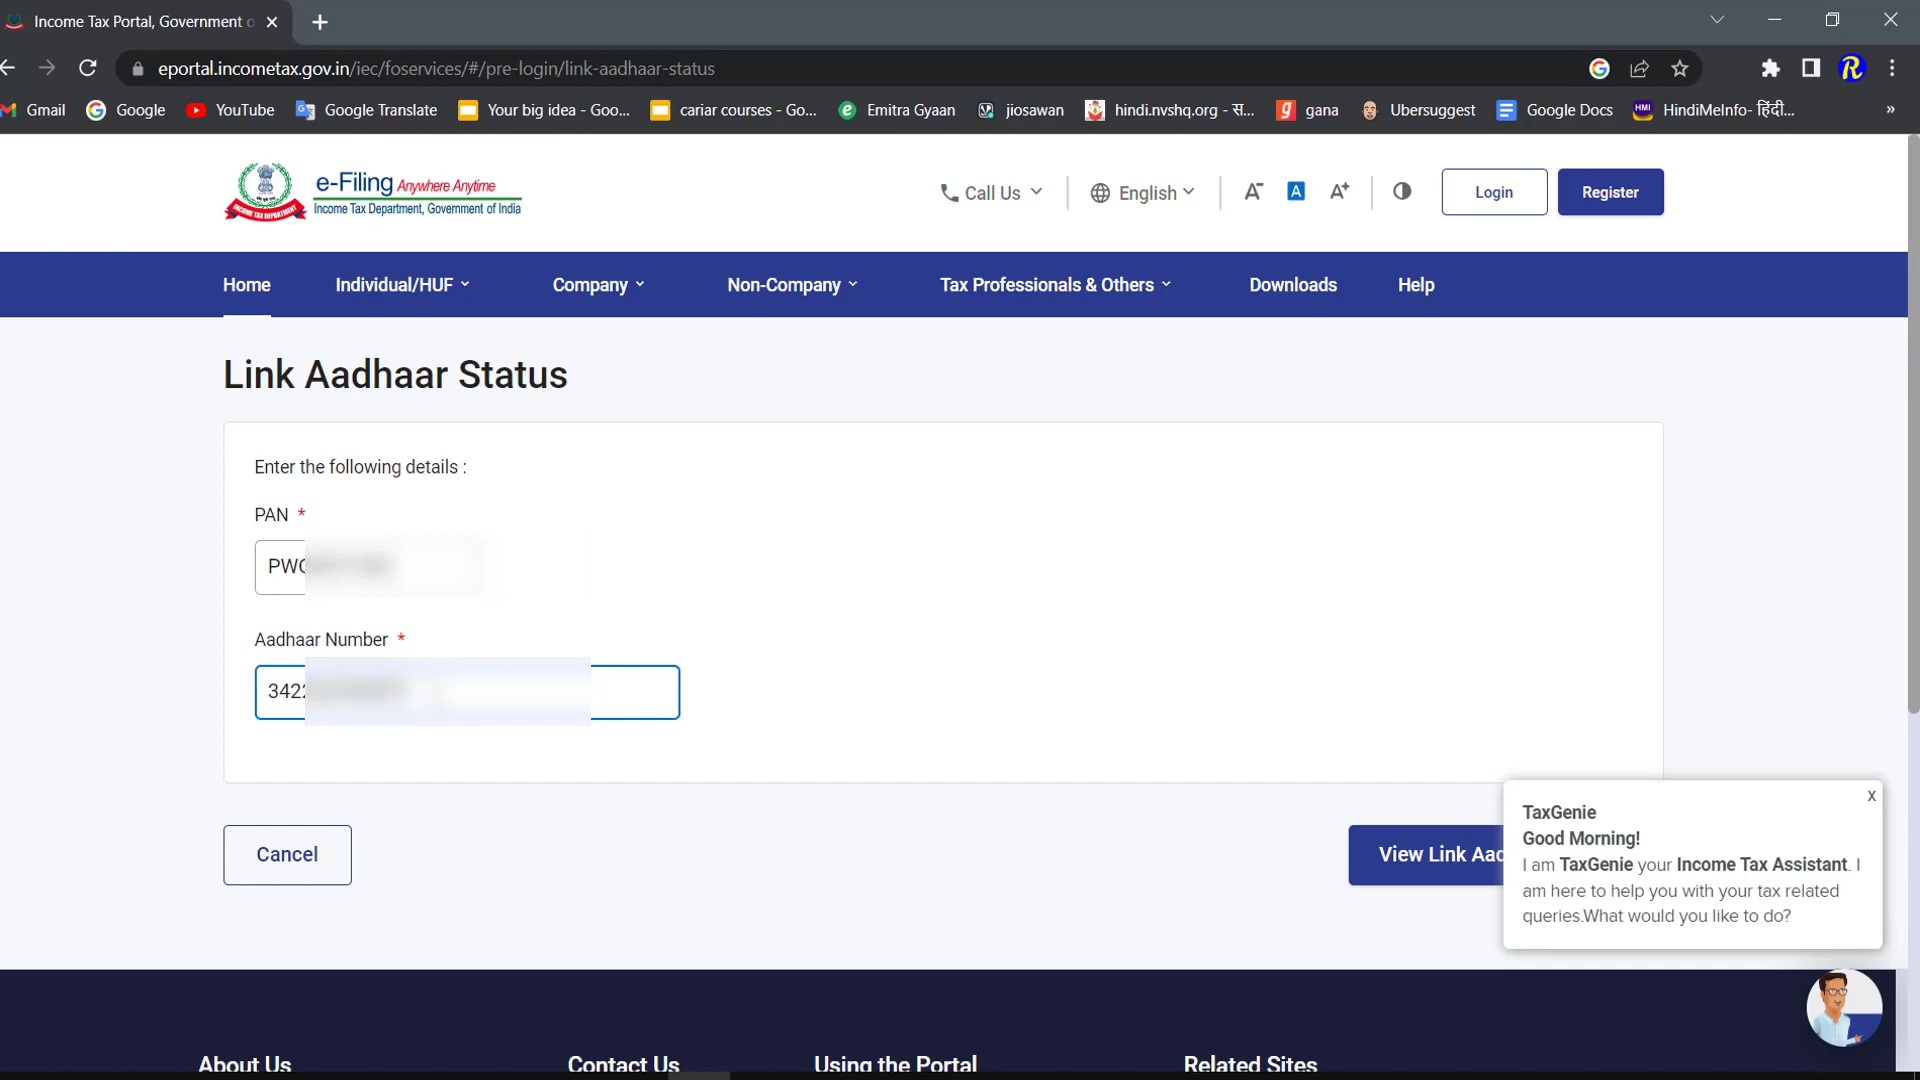 Income Tax Portal, Government o
eportal.incometax.gov.in/iec/foservices/#/pre-login/link-aadhaar-status
Gmail
Google
YouTube
Google Translate
Your big idea - Goo...
cariar courses - Go...
Emitra Gyaan
jiosawan
hindi.nvshq.org - स...
gana
Ubersuggest
Google Docs
HindiMeInfo- हिंदी...
»
e-Filing Anywhere Anytime
Income Tax Department, Government of India
INCOME TAX DEPARTMENT
Call Us
English
A-
A
A+
Login
Register
Home
Individual/HUF
Company
Non-Company
Tax Professionals & Others
Downloads
Help
Link Aadhaar Status
Enter the following details :
PAN *
PW
Aadhaar Number *
342
Cancel
View Link Aad
X
TaxGenie
Good Morning!
I am TaxGenie your Income Tax Assistant. I
am here to help you with your tax related
queries.What would you like to do?
About Us
Contact Us
Using the Portal
Related Sites